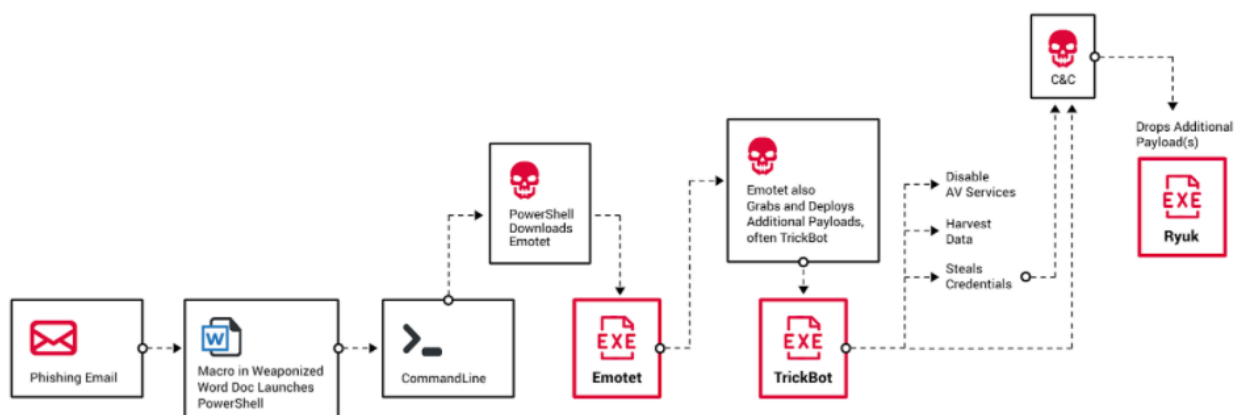 Phishing Email
Macro in Weaponized
Word Doc Launches
PowerShell
CommandLine
PowerShell
Downloads
Emotet
EXE
Emotet
Emotet also
Grabs and Deploys
Additional Payloads,
often TrickBot
EXE
TrickBot
Disable
AV Services
Harvest
Data
Steals
Credentials
C&C
Drops Additional
Payload(s)
EXE
Ryuk